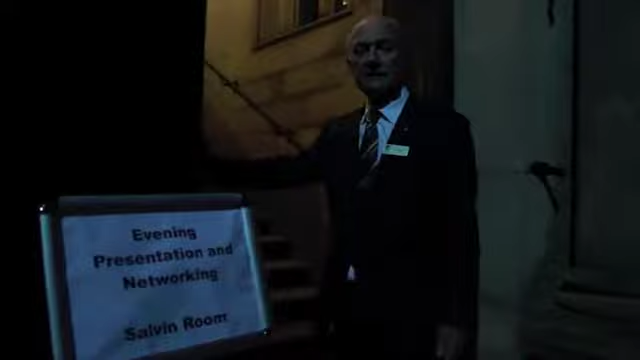 Evening
Presentation and
Networking
Salvin Room